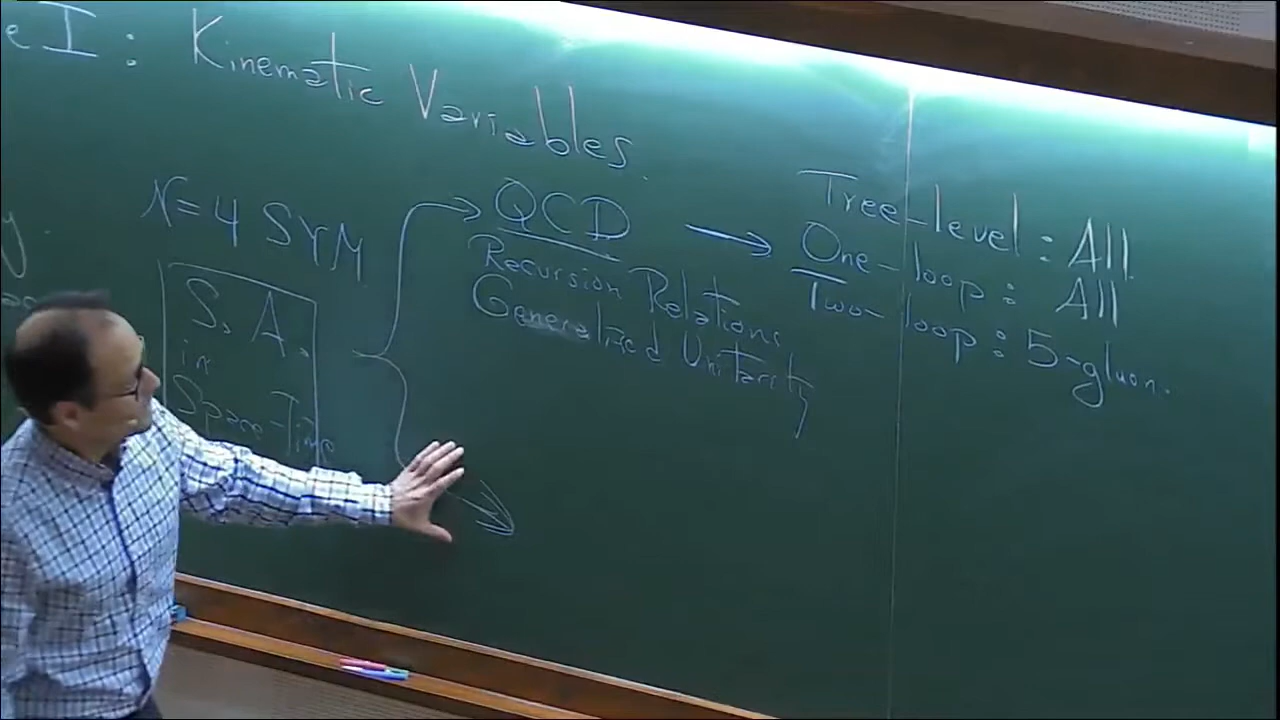 e I : Kinematic Variables
N=4 SYM
S. A.
in
Space-Time
QCD
Recursion Relations
Generalized Unitarity
Tree-level : All
One-loop : All
Two-loop : 5-gluon.